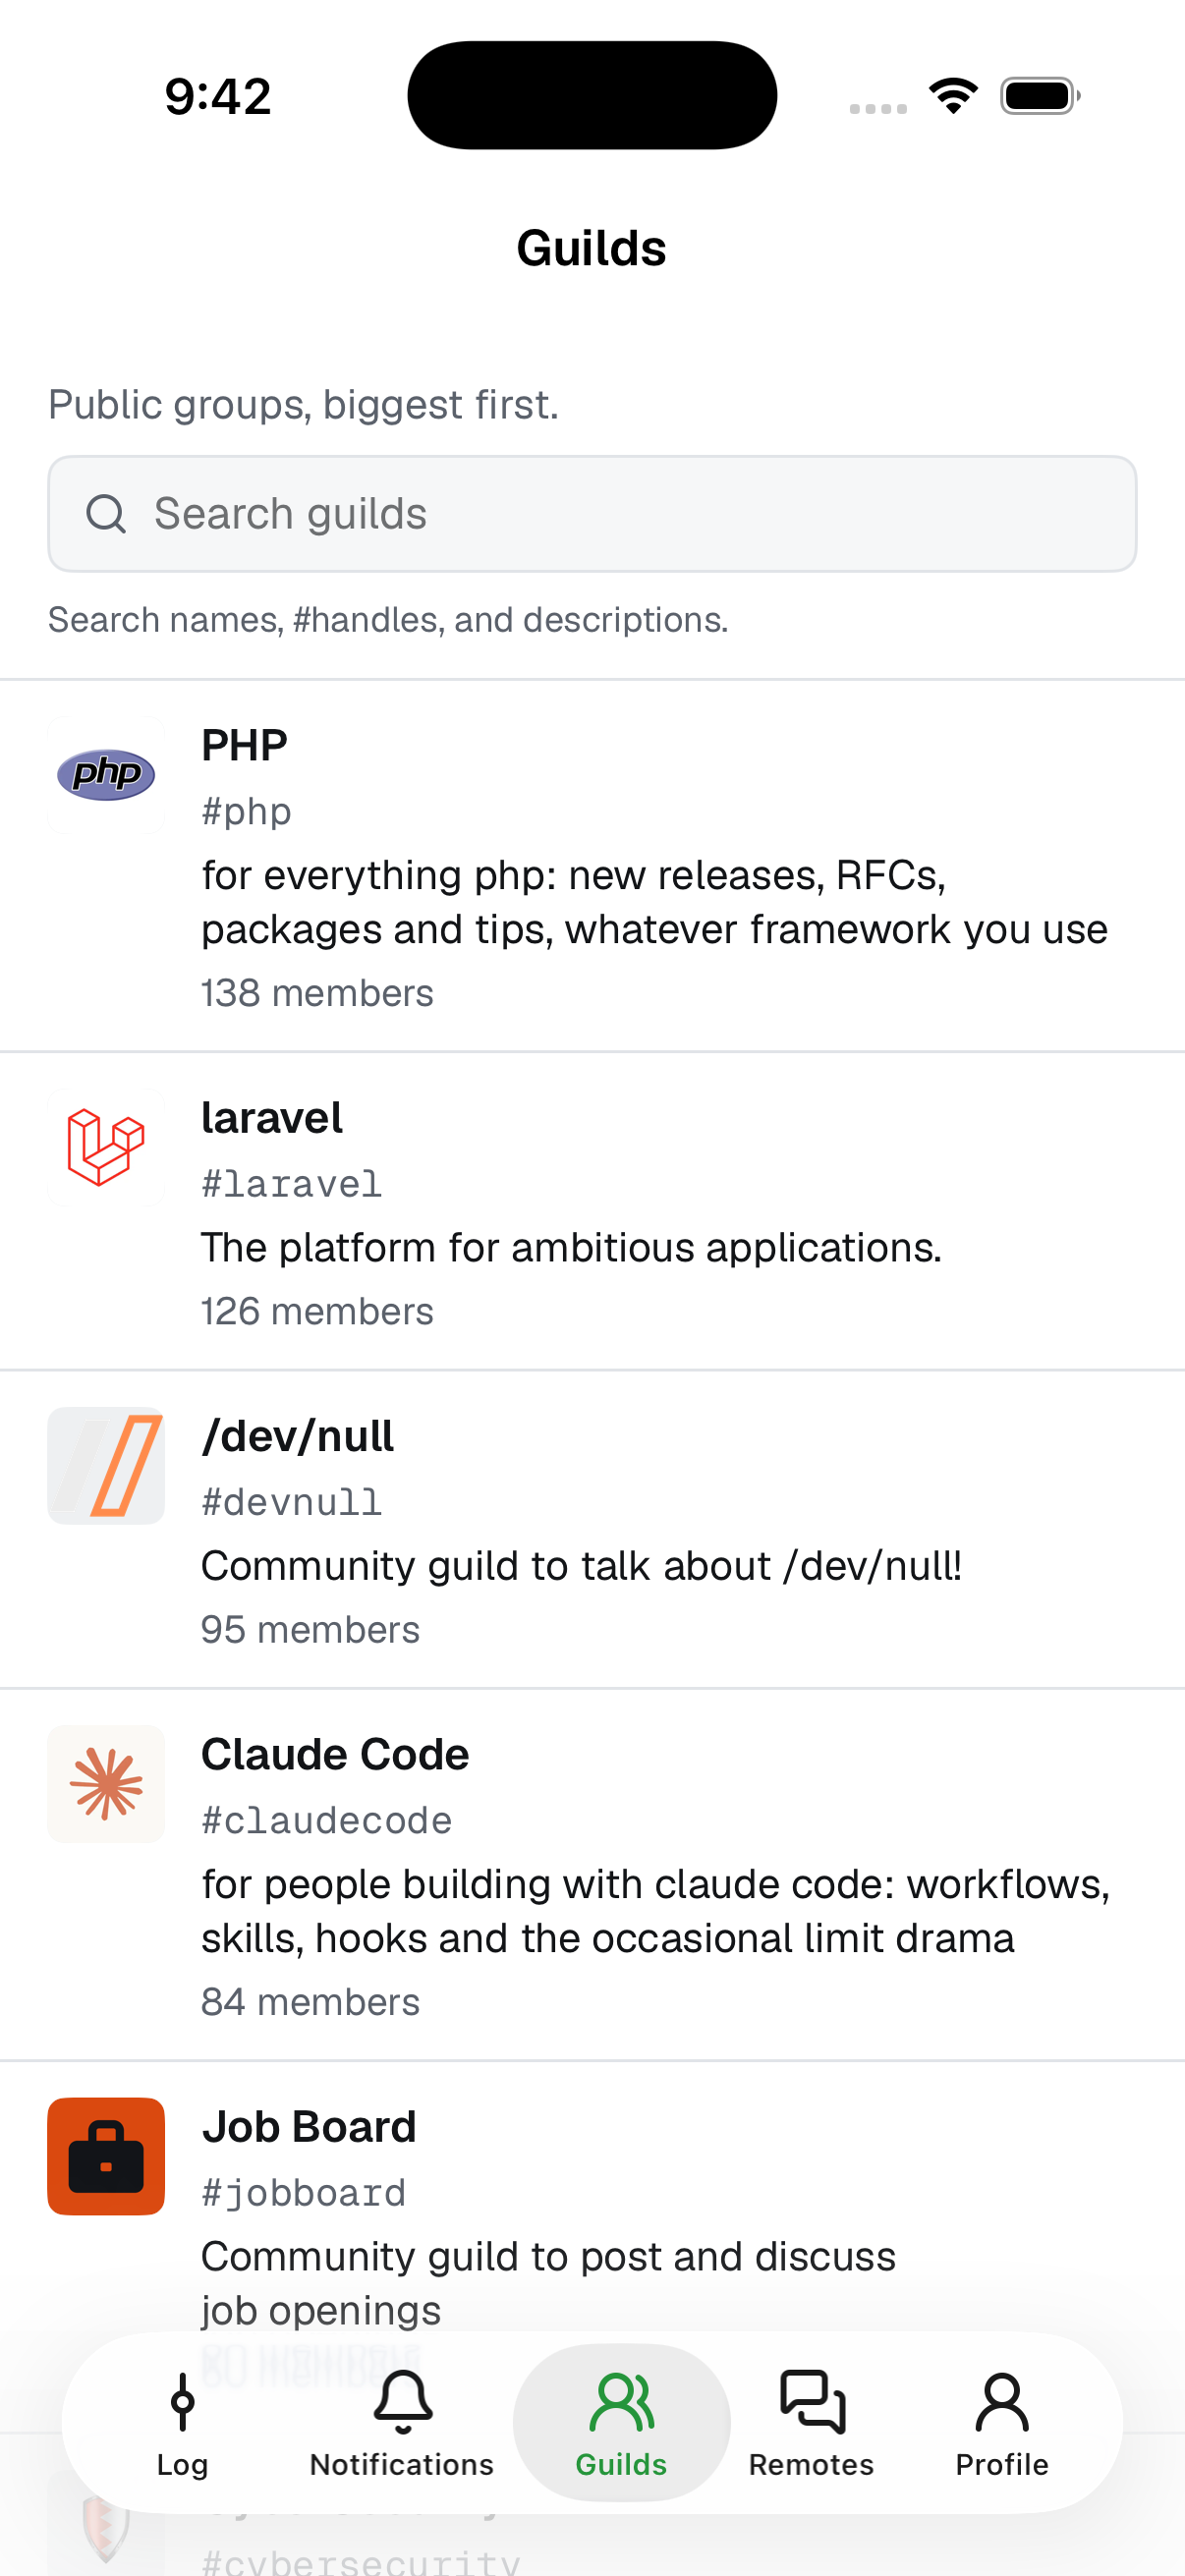 9:42
Guilds
Public groups, biggest first.
Search guilds
Search names, #handles, and descriptions.
php
PHP
#php
for everything php: new releases, RFCs,
packages and tips, whatever framework you use
138 members
laravel
#laravel
The platform for ambitious applications.
126 members
/dev/null
#devnull
Community guild to talk about /dev/null!
95 members
Claude Code
#claudecode
for people building with claude code: workflows,
skills, hooks and the occasional limit drama
84 members
Job Board
#jobboard
Community guild to post and discuss
job openings
Log
Notifications
Guilds
Remotes
Profile
#cybersecurity